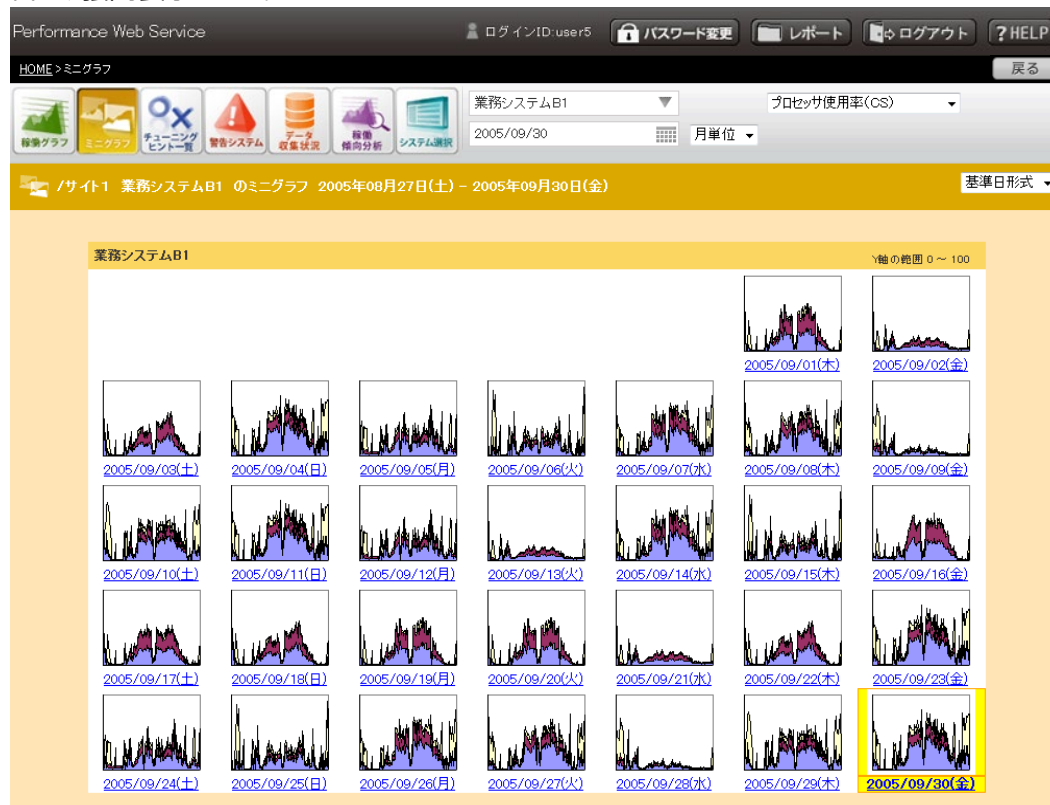 Performance Web Service
ログインID:user5
パスワード変更
レポート
ログアウト
?HELP
HOME>ミニグラフ
戻る
稼働グラフ
ミニグラフ
チューニング
ヒント一覧
警告システム
データ
収集状況
稼働
傾向分析
システム選択
業務システムB1
プロセッサ使用率(CS)
2005/09/30
月単位
/サイト1 業務システムB1 のミニグラフ 2005年08月27日(土) - 2005年09月30日(金)
基準日形式
業務システムB1
Y軸の範囲 0 ~ 100
2005/09/01(木) 2005/09/02(金)
2005/09/03(土) 2005/09/04(日) 2005/09/05(月) 2005/09/06(火) 2005/09/07(水) 2005/09/08(木) 2005/09/09(金)
2005/09/10(土) 2005/09/11(日) 2005/09/12(月) 2005/09/13(火) 2005/09/14(水) 2005/09/15(木) 2005/09/16(金)
2005/09/17(土) 2005/09/18(日) 2005/09/19(月) 2005/09/20(火) 2005/09/21(水) 2005/09/22(木) 2005/09/23(金)
2005/09/24(土) 2005/09/25(日) 2005/09/26(月) 2005/09/27(火) 2005/09/28(水) 2005/09/29(木) 2005/09/30(金)